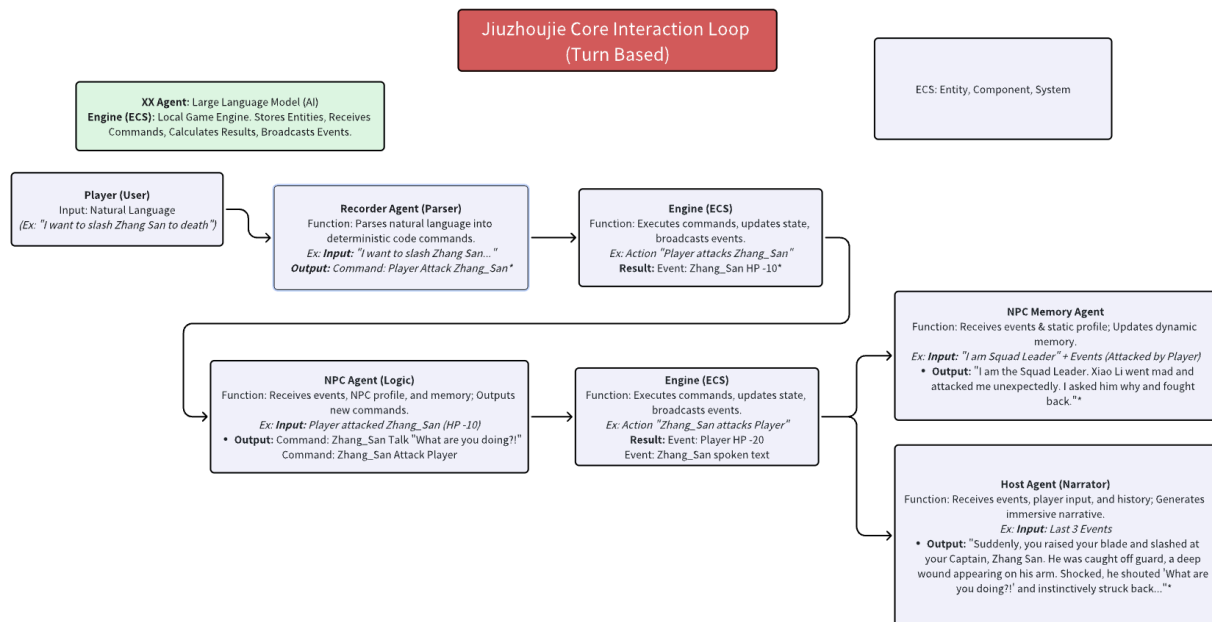 Jiuzhoujie Core Interaction Loop
(Turn Based)
ECS: Entity, Component, System
XX Agent: Large Language Model (AI)
Engine (ECS): Local Game Engine. Stores Entities, Receives
Commands, Calculates Results, Broadcasts Events.
Player (User)
Input: Natural Language
(Ex: "I want to slash Zhang San to death")
Recorder Agent (Parser)
Function: Parses natural language into
deterministic code commands.
Ex: Input: "I want to slash Zhang San..."
Output: Command: Player Attack Zhang_San*
Engine (ECS)
Function: Executes commands, updates state,
broadcasts events.
Ex: Action "Player attacks Zhang_San"
Result: Event: Zhang_San HP -10*
NPC Agent (Logic)
Function: Receives events, NPC profile, and memory; Outputs
new commands.
Ex: Input: Player attacked Zhang_San (HP -10)
• Output: Command: Zhang_San Talk "What are you doing?!"
Command: Zhang_San Attack Player
Engine (ECS)
Function: Executes commands, updates state,
broadcasts events.
Ex: Action "Zhang_San attacks Player"
Result: Event: Player HP -20
Event: Zhang_San spoken text
NPC Memory Agent
Function: Receives events & static profile; Updates dynamic
memory.
Ex: Input: "I am Squad Leader" + Events (Attacked by Player)
• Output: "I am the Squad Leader. Xiao Li went mad and
attacked me unexpectedly. I asked him why and fought
back."*
Host Agent (Narrator)
Function: Receives events, player input, and history; Generates
immersive narrative.
Ex: Input: Last 3 Events
• Output: "Suddenly, you raised your blade and slashed at
your Captain, Zhang San. He was caught off guard, a deep
wound appearing on his arm. Shocked, he shouted 'What are
you doing?!' and instinctively struck back..."*